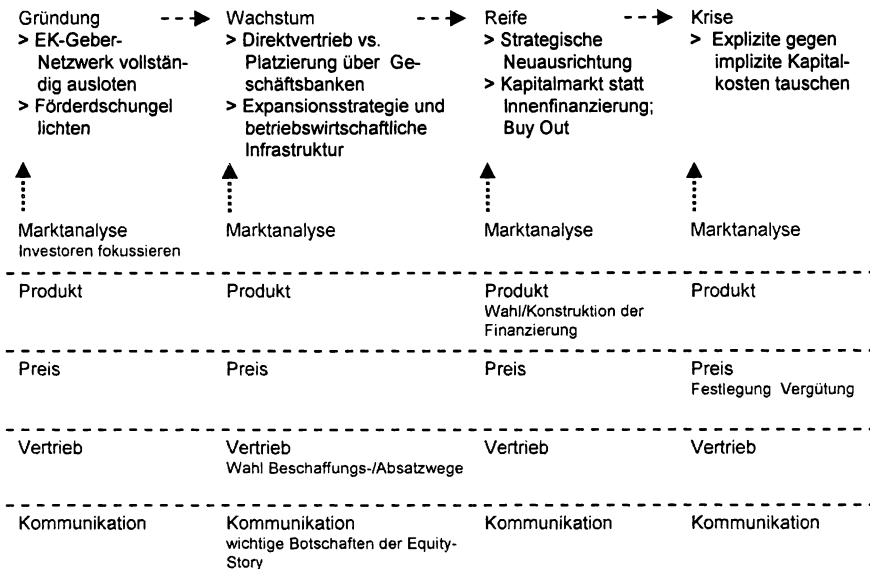 Gründung
> EK-Geber-
Netzwerk vollstän-
dig ausloten
> Förderdschungel
lichten
Wachstum
> Direktvertrieb vs.
Platzierung über Ge-
schäftsbanken
> Expansionsstrategie und
betriebswirtschaftliche
Infrastruktur
Reife
> Strategische
Neuausrichtung
> Kapitalmarkt statt
Innenfinanzierung;
Buy Out
Krise
> Explizite gegen
implizite Kapital-
kosten tauschen
Marktanalyse
Investoren fokussieren
Marktanalyse
Marktanalyse
Marktanalyse
Produkt
Produkt
Produkt
Wahl/Konstruktion der
Finanzierung
Produkt
Preis
Preis
Preis
Preis
Festlegung Vergütung
Vertrieb
Vertrieb
Wahl Beschaffungs-/Absatzwege
Vertrieb
Vertrieb
Kommunikation
Kommunikation
wichtige Botschaften der Equity-
Story
Kommunikation
Kommunikation